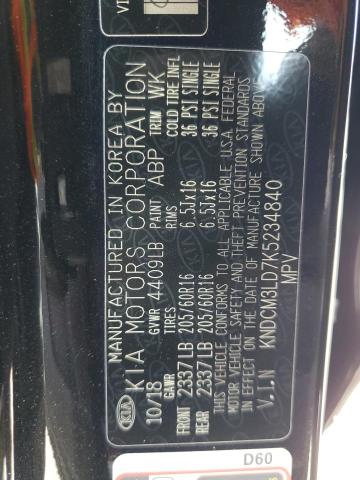 MANUFACTURED IN KOREA BY
KIA MOTORS CORPORATION
10/18 GVWR 4409LB PAINT ABP TRIM WK
GAWR TIRES RIMS COLD TIRE INFL
FRONT 2337LB 205/60R16 6.5Jx16 36 PSI SINGLE
REAR 2337LB 205/60R16 6.5Jx16 36 PSI SINGLE
THIS VEHICLE CONFORMS TO ALL APPLICABLE U.S.A. FEDERAL
MOTOR VEHICLE SAFETY AND THEFT PREVENTION STANDARDS
IN EFFECT ON THE DATE OF MANUFACTURE SHOWN ABOVE
V.I.N KNDCM3LD7K5234840
MPV
KIA
D60